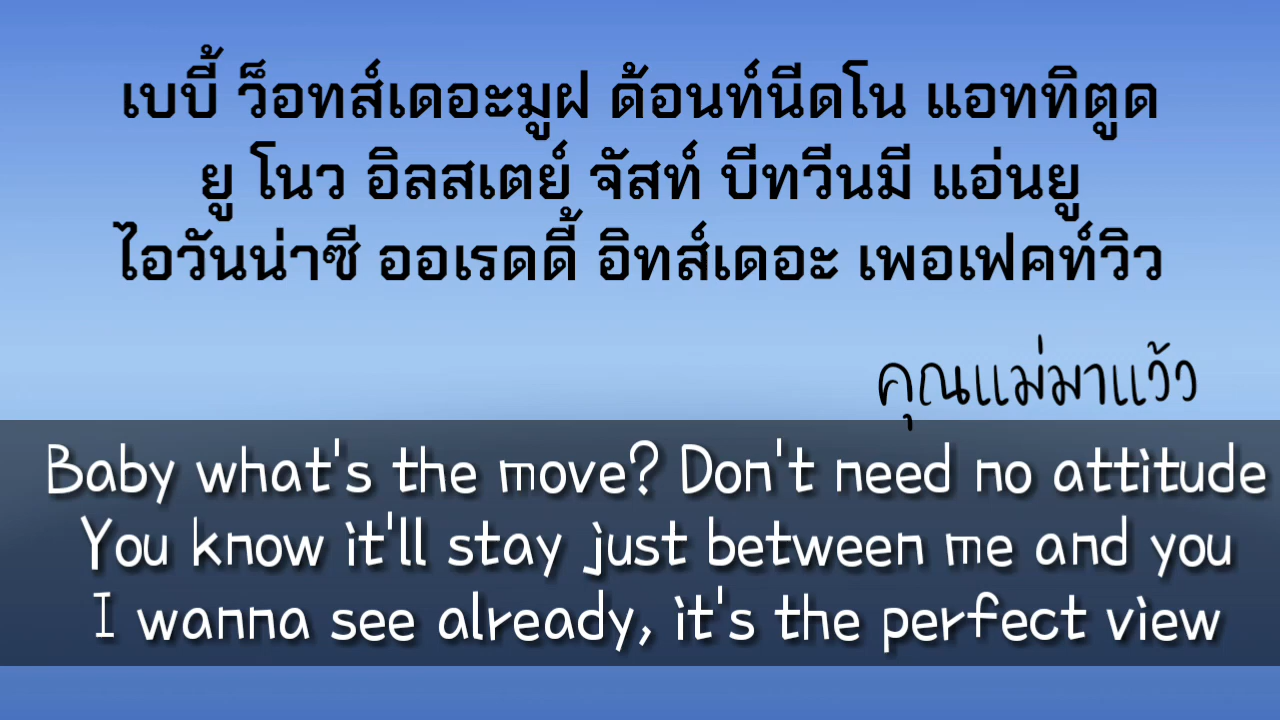 เบบี้ ว็อทส์เดอะมูฝ ด้อนท์นีดโน แอททิตูด
ยู โนว อิลสเตย์ จัสท์ บีทวีนมี แอ่นยู
ไอวันน่าซี ออเรดดี้ อิทส์เดอะ เพอเฟคท์วิว
คุณแม่มาแว้ว
Baby what's the move? Don't need no attitude
You know it'll stay just between me and you
I wanna see already, it's the perfect view